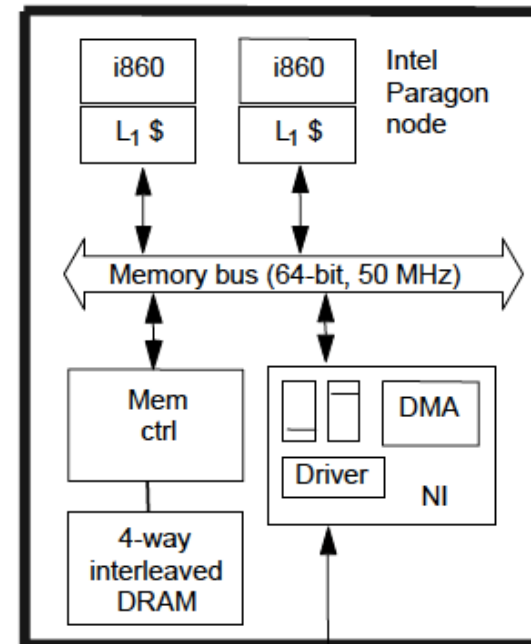 i860
i860
Intel
Paragon
node
L₁ $
L₁ $
Memory bus (64-bit, 50 MHz)
Mem
ctrl
DMA
Driver
NI
4-way
interleaved
DRAM